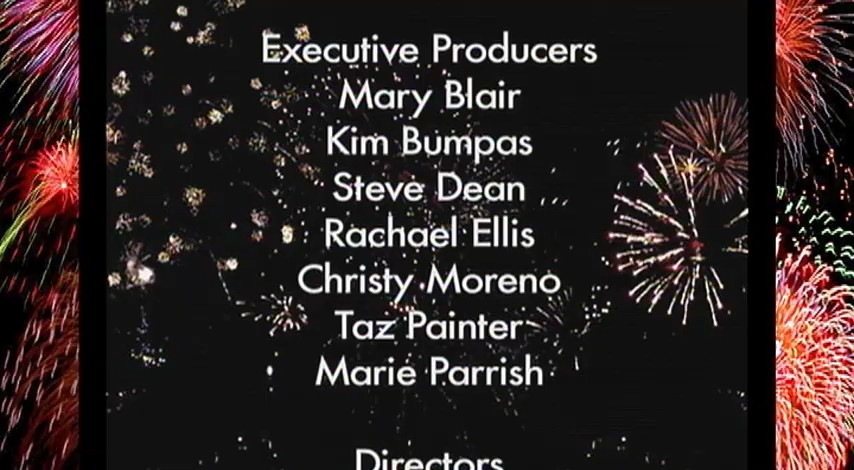 Executive Producers
Mary Blair
Kim Bumpas
Steve Dean
Rachael Ellis
Christy Moreno
Taz Painter
Marie Parrish
Directors